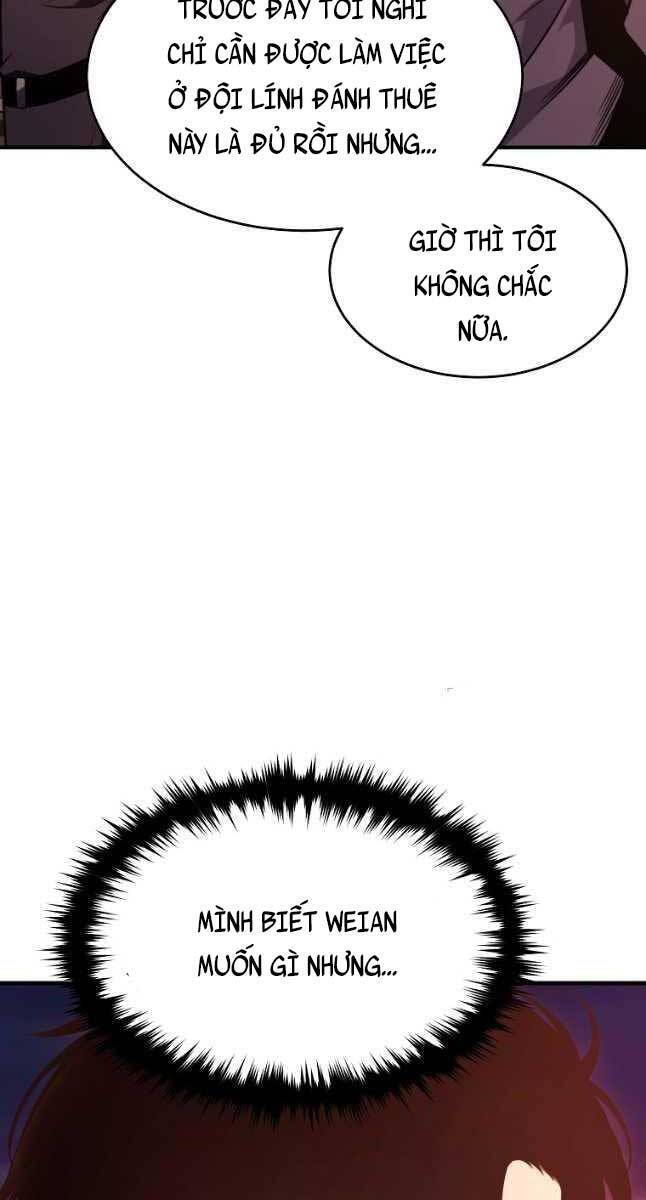 TRƯỚC ĐÂY TÔI NGHĨ
CHỈ CẦN ĐƯỢC LÀM VIỆC
Ở ĐỘI LÍNH ĐÁNH THUÊ
NÀY LÀ ĐỦ RỒI NHƯNG...
GIỜ THÌ TÔI
KHÔNG CHẮC
NỮA.
MÌNH BIẾT WEIAN
MUỐN GÌ NHƯNG...